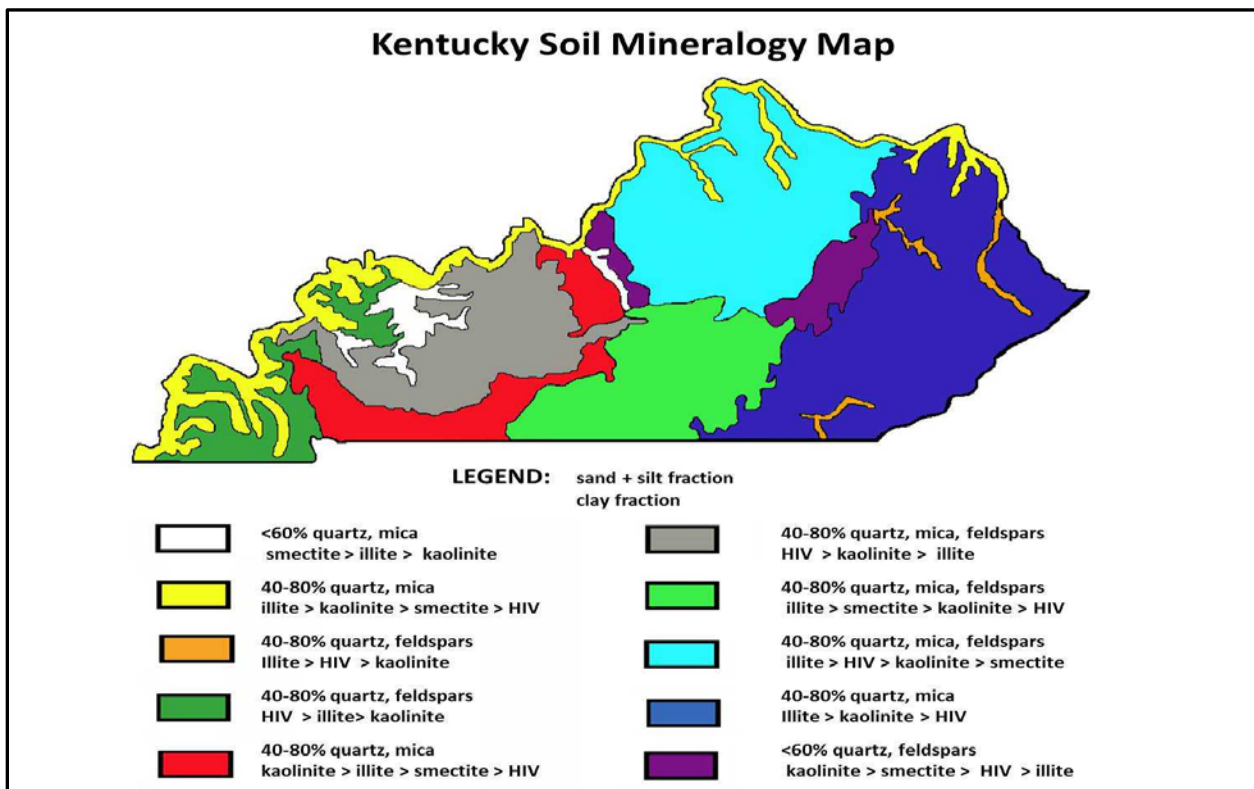 Kentucky Soil Mineralogy Map
LEGEND: sand + silt fraction
clay fraction
<60% quartz, mica
smectite > illite > kaolinite
40-80% quartz, mica
illite > kaolinite > smectite > HIV
40-80% quartz, feldspars
Illite > HIV > kaolinite
40-80% quartz, feldspars
HIV > illite> kaolinite
40-80% quartz, mica
kaolinite > illite > smectite > HIV
40-80% quartz, mica, feldspars
HIV > kaolinite > illite
40-80% quartz, mica, feldspars
illite > smectite > kaolinite > HIV
40-80% quartz, mica, feldspars
illite > HIV > kaolinite > smectite
40-80% quartz, mica
Illite > kaolinite > HIV
<60% quartz, feldspars
kaolinite > smectite > HIV > illite